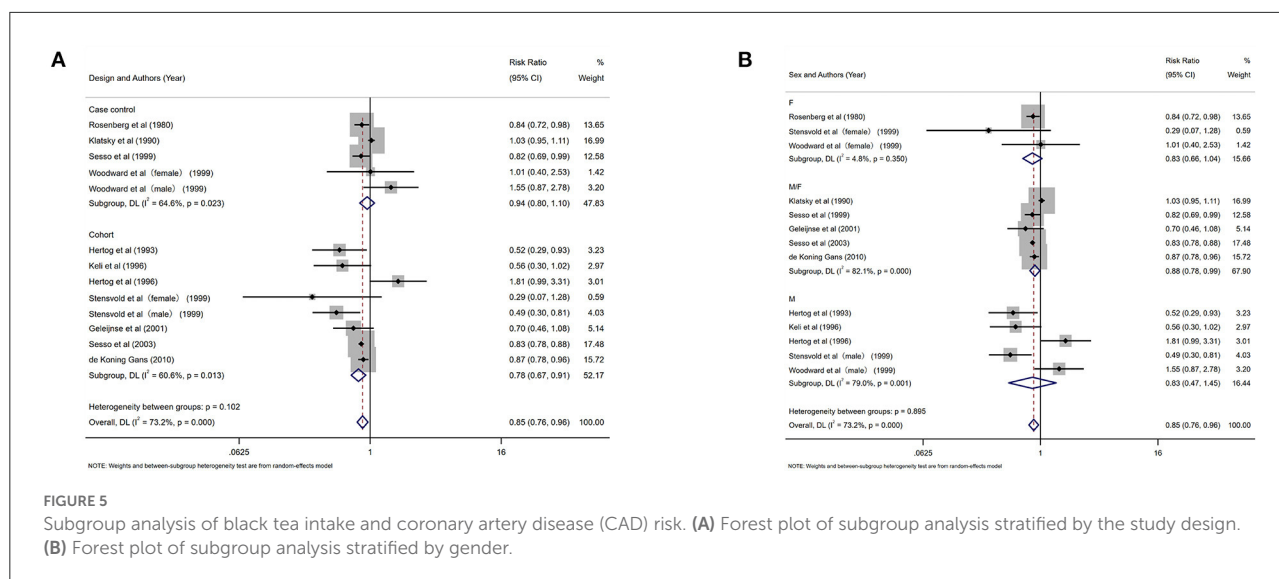 A
Risk Ratio %
Design and Authors (Year) (95% CI) Weight
Case control
Rosenberg et al (1980) 0.84 (0.72, 0.98) 13.65
Klatsky et al (1990) 1.03 (0.95, 1.11) 16.99
Sesso et al (1999) 0.82 (0.69, 0.99) 12.58
Woodward et al (female) (1999) 1.01 (0.40, 2.53) 1.42
Woodward et al (male) (1999) 1.55 (0.87, 2.78) 3.20
Subgroup, DL (I² = 64.6%, p = 0.023) 0.94 (0.80, 1.10) 47.83
Cohort
Hertog et al (1993) 0.52 (0.29, 0.93) 3.23
Keli et al (1996) 0.56 (0.30, 1.02) 2.97
Hertog et al (1996) 1.81 (0.99, 3.31) 3.01
Stensvold et al (female) (1999) 0.29 (0.07, 1.28) 0.59
Stensvold et al (male) (1999) 0.49 (0.30, 0.81) 4.03
Geleijnse et al (2001) 0.70 (0.46, 1.08) 5.14
Sesso et al (2003) 0.83 (0.78, 0.88) 17.48
de Koning Gans (2010) 0.87 (0.78, 0.96) 15.72
Subgroup, DL (I² = 60.6%, p = 0.013) 0.78 (0.67, 0.91) 52.17
Heterogeneity between groups: p = 0.102
Overall, DL (I² = 73.2%, p = 0.000) 0.85 (0.76, 0.96) 100.00
.0625 1 16
NOTE: Weights and between-subgroup heterogeneity test are from random-effects model
B
Risk Ratio %
Sex and Authors (Year) (95% CI) Weight
F
Rosenberg et al (1980) 0.84 (0.72, 0.98) 13.65
Stensvold et al (female) (1999) 0.29 (0.07, 1.28) 0.59
Woodward et al (female) (1999) 1.01 (0.40, 2.53) 1.42
Subgroup, DL (I² = 4.8%, p = 0.350) 0.83 (0.66, 1.04) 15.66
M/F
Klatsky et al (1990) 1.03 (0.95, 1.11) 16.99
Sesso et al (1999) 0.82 (0.69, 0.99) 12.58
Geleijnse et al (2001) 0.70 (0.46, 1.08) 5.14
Sesso et al (2003) 0.83 (0.78, 0.88) 17.48
de Koning Gans (2010) 0.87 (0.78, 0.96) 15.72
Subgroup, DL (I² = 82.1%, p = 0.000) 0.88 (0.78, 0.99) 67.90
M
Hertog et al (1993) 0.52 (0.29, 0.93) 3.23
Keli et al (1996) 0.56 (0.30, 1.02) 2.97
Hertog et al (1996) 1.81 (0.99, 3.31) 3.01
Stensvold et al (male) (1999) 0.49 (0.30, 0.81) 4.03
Woodward et al (male) (1999) 1.55 (0.87, 2.78) 3.20
Subgroup, DL (I² = 79.0%, p = 0.001) 0.83 (0.47, 1.45) 16.44
Heterogeneity between groups: p = 0.895
Overall, DL (I² = 73.2%, p = 0.000) 0.85 (0.76, 0.96) 100.00
.0625 1 16
NOTE: Weights and between-subgroup heterogeneity test are from random-effects model
FIGURE 5
Subgroup analysis of black tea intake and coronary artery disease (CAD) risk. (A) Forest plot of subgroup analysis stratified by the study design.
(B) Forest plot of subgroup analysis stratified by gender.